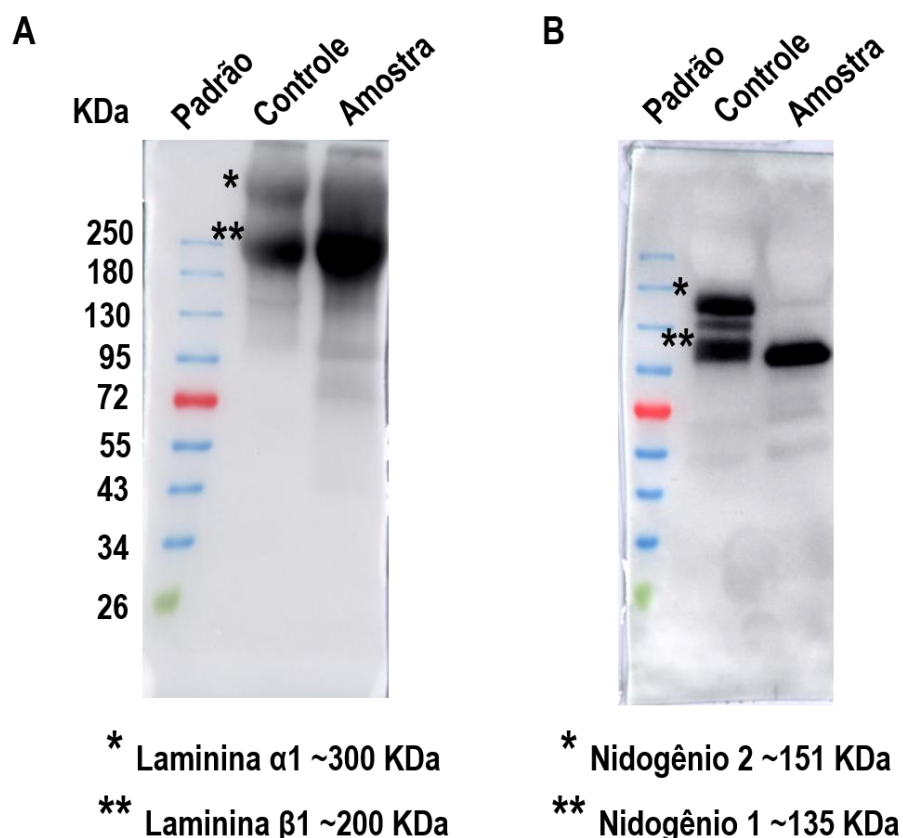 A
B
Padrão
Controle
Amostra
Padrão
Controle
Amostra
KDa
*
**
250
180
130
95
72
55
43
34
26
*
**
* Laminina α1 ~300 KDa
** Laminina β1 ~200 KDa
* Nidogênio 2 ~151 KDa
** Nidogênio 1 ~135 KDa